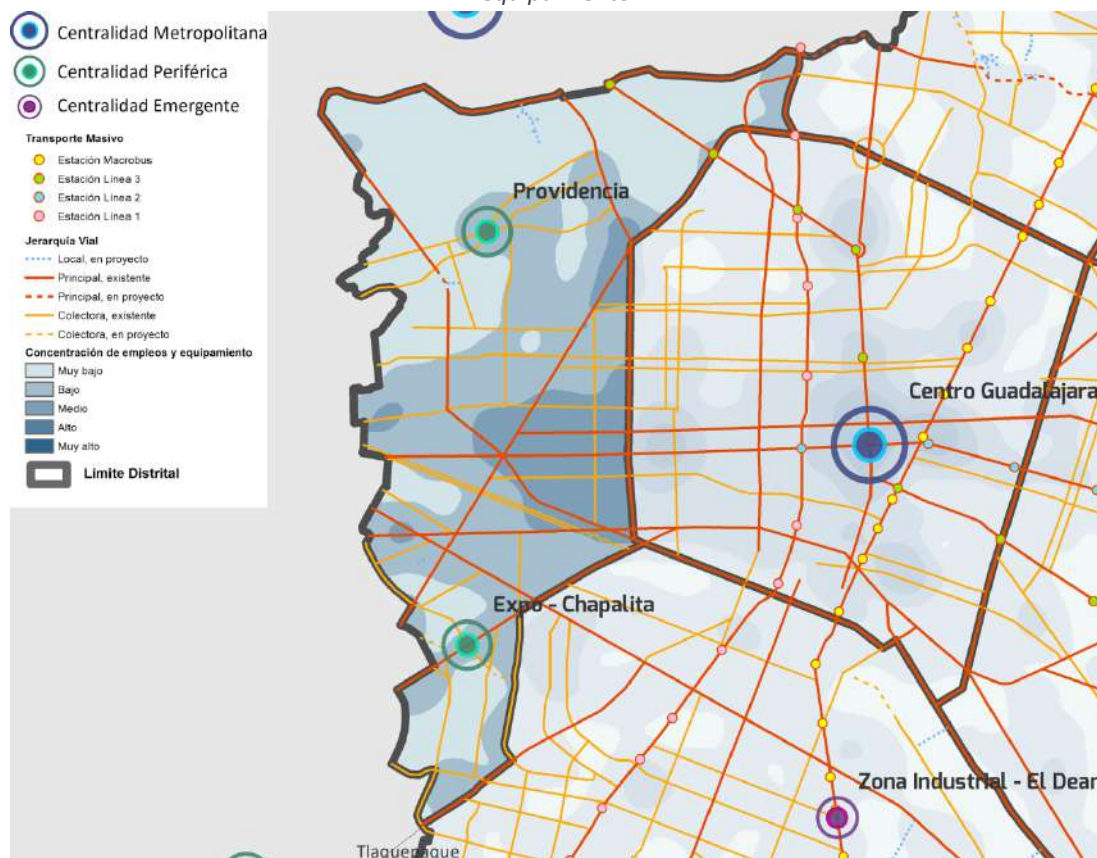 equipamiento
Centralidad Metropolitana
Centralidad Periférica
Centralidad Emergente
Transporte Masivo
Estación Macrobus
Estación Línea 3
Estación Línea 2
Estación Línea 1
Jerarquía Vial
Local, en proyecto
Principal, existente
Principal, en proyecto
Colectora, existente
Colectora, en proyecto
Concentración de empleos y equipamiento
Muy bajo
Bajo
Medio
Alto
Muy alto
Límite Distrital
Providencia
Centro Guadalajara
Expo - Chapalita
Zona Industrial - El Dean
Tlaquepaque